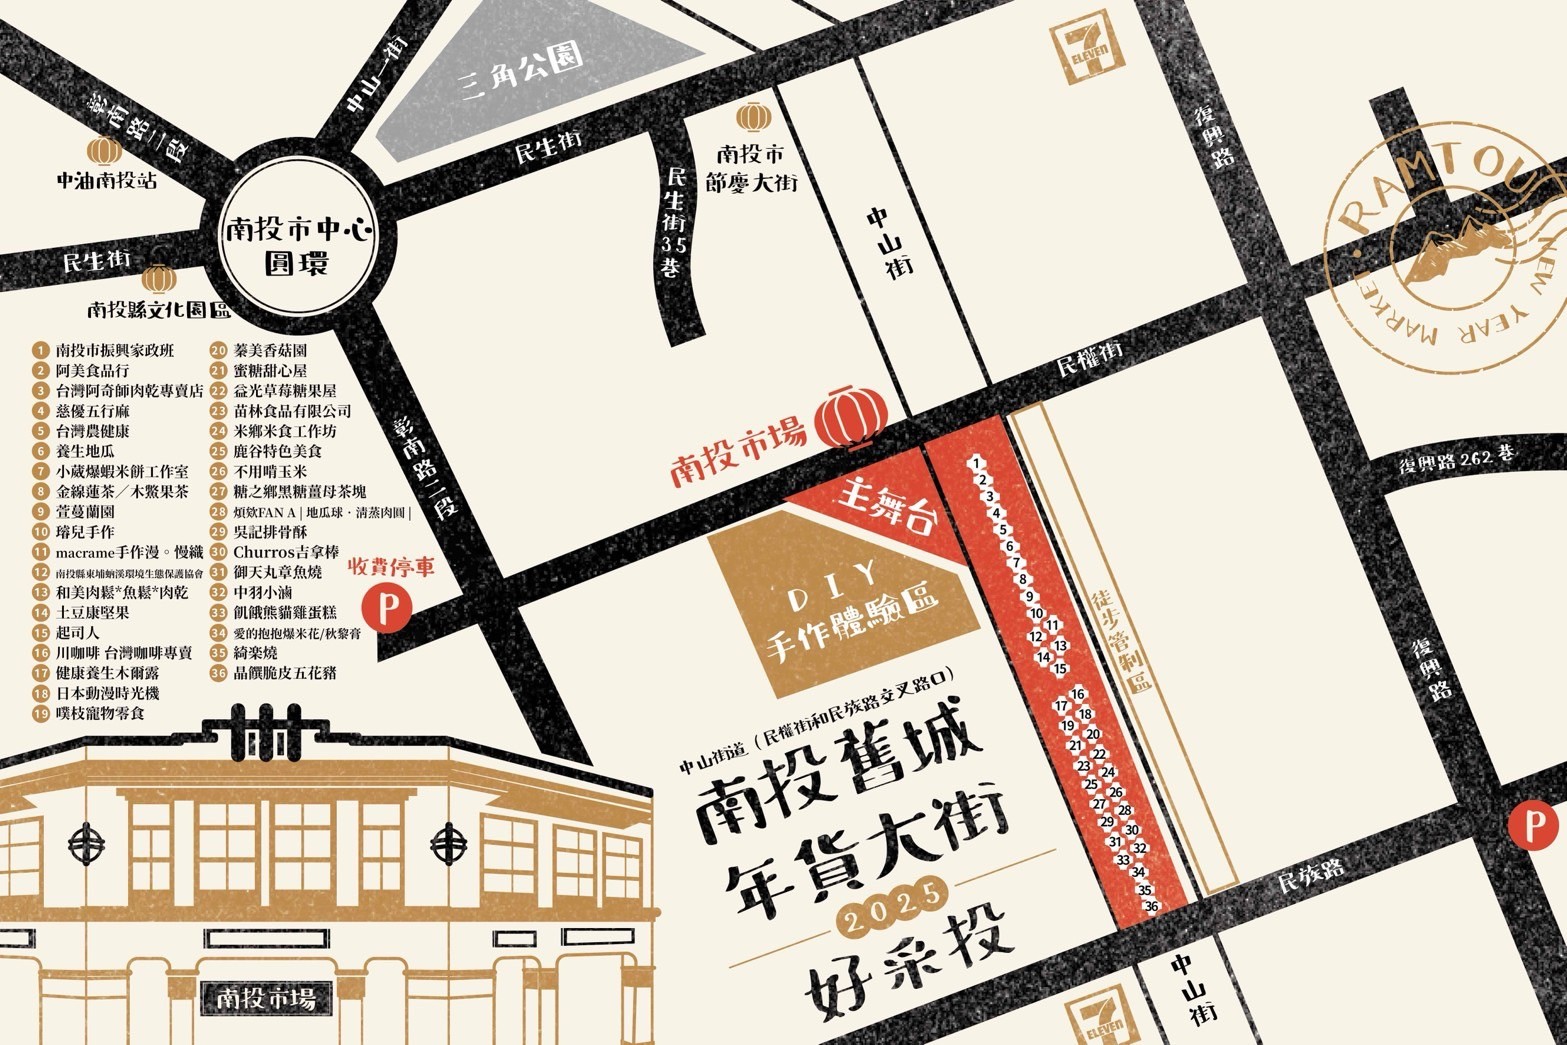 中山一街
三角公園
7
ELEVEN
彰南路二段
中油南投站
民生街
南投市
節慶大街
復興路
民生街35巷
中山街
RAMTOU
NEW YEAR MARKET
南投市中心
圓環
民生街
南投縣文化園區
民權街
1 南投市振興家政班
2 阿美食品行
3 台灣阿奇師肉乾專賣店
4 慈優五行麻
5 台灣農健康
6 養生地瓜
7 小葳爆蝦米餅工作室
8 金線蓮茶／木鱉果茶
9 萱蔓蘭園
10 璿兒手作
11 macrame手作漫。慢織
12 南投縣東埔蚋溪環境生態保護協會
13 和美肉鬆*魚鬆*肉乾
14 土豆康堅果
15 起司人
16 川咖啡 台灣咖啡專賣
17 健康養生木爾露
18 日本動漫時光機
19 噗枝寵物零食
20 蓁美香菇園
21 蜜糖甜心屋
22 益光草莓糖果屋
23 苗林食品有限公司
24 米鄉米食工作坊
25 鹿谷特色美食
26 不用啃玉米
27 糖之鄉黑糖薑母茶塊
28 煩欸FAN A | 地瓜球．清蒸肉圓 |
29 吳記排骨酥
30 Churros吉拿棒
31 御天丸章魚燒
32 中羽小滷
33 飢餓熊貓雞蛋糕
34 愛的抱抱爆米花/秋黎膏
35 綺楽燒
36 晶饌脆皮五花豬
彰南路二段
收費停車
P
南投市場
主舞台
DIY
手作體驗區
1
2
3
4
5
6
7
8
9
10
11
12
13
14
15
16
17
18
19
20
21
22
23
24
25
26
27
28
29
30
31
32
33
34
35
36
徒步管制區
復興路262巷
復興路
中山街道（民權街和民族路交叉路口）
南投舊城
年貨大街
2025
好采投
民族路
P
中山街
7
ELEVEN
南投市場